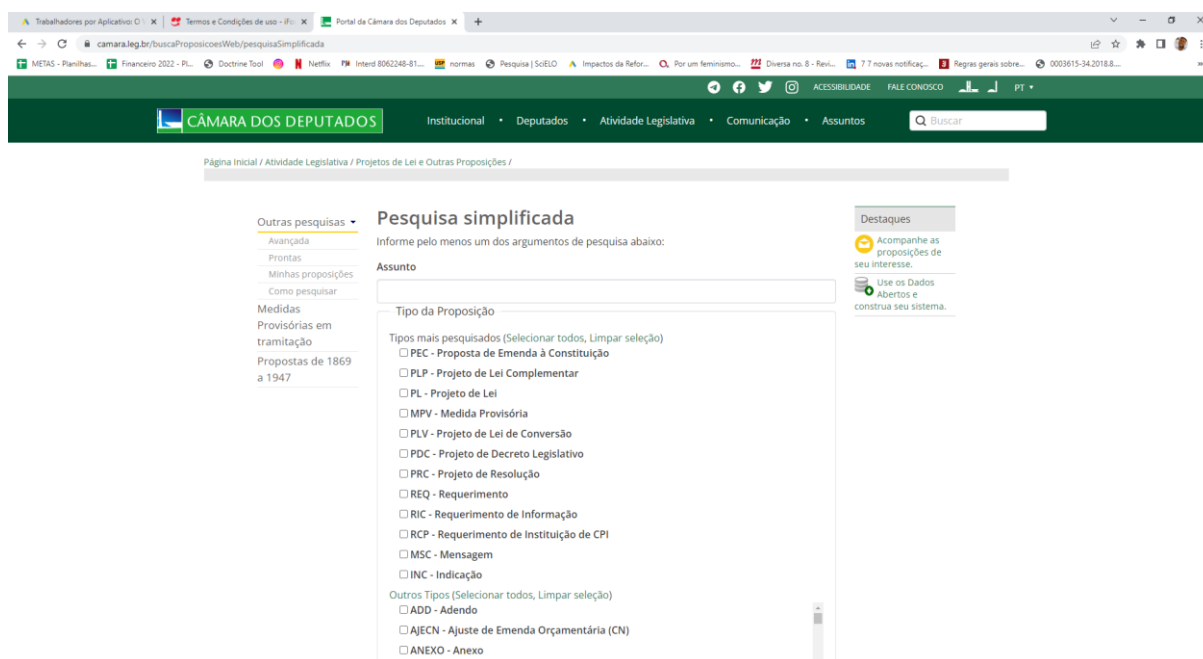 Trabalhadores por Aplicativo: O
Termos e Condições de uso - iFo
Portal da Câmara dos Deputados
camara.leg.br/buscaProposicoesWeb/pesquisaSimplificada
METAS - Planilhas... Financeiro 2022 - Pl... Doctrine Tool Netflix Interd 8062248-81.... normas Pesquisa | SciELO Impactos da Refor... Por um feminismo... Diversa no. 8 - Revi... 7 7 novas notificaç... Regras gerais sobre... 0003615-34.2018.8....
ACESSIBILIDADE FALE CONOSCO PT
CÂMARA DOS DEPUTADOS Institucional • Deputados • Atividade Legislativa • Comunicação • Assuntos Buscar
Página Inicial / Atividade Legislativa / Projetos de Lei e Outras Proposições /
Outras pesquisas
Avançada
Prontas
Minhas proposições
Como pesquisar
Medidas
Provisórias em
tramitação
Propostas de 1869
a 1947
Pesquisa simplificada
Informe pelo menos um dos argumentos de pesquisa abaixo:
Assunto
Tipo da Proposição
Tipos mais pesquisados (Selecionar todos, Limpar seleção)
PEC - Proposta de Emenda à Constituição
PLP - Projeto de Lei Complementar
PL - Projeto de Lei
MPV - Medida Provisória
PLV - Projeto de Lei de Conversão
PDC - Projeto de Decreto Legislativo
PRC - Projeto de Resolução
REQ - Requerimento
RIC - Requerimento de Informação
RCP - Requerimento de Instituição de CPI
MSC - Mensagem
INC - Indicação
Outros Tipos (Selecionar todos, Limpar seleção)
ADD - Adendo
AJECN - Ajuste de Emenda Orçamentária (CN)
ANEXO - Anexo
Destaques
Acompanhe as
proposições de
seu interesse.
Use os Dados
Abertos e
construa seu sistema.